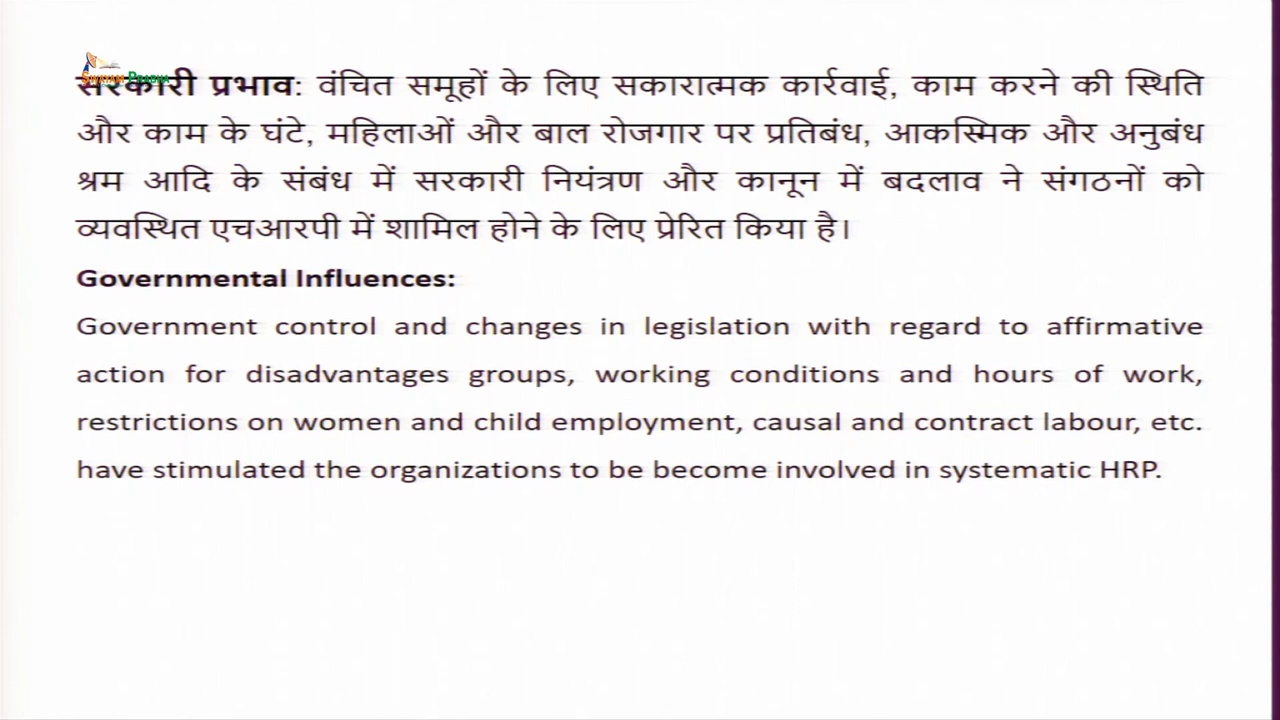 SWAYAM PRABHA
सरकारी प्रभाव: वंचित समूहों के लिए सकारात्मक कार्रवाई, काम करने की स्थिति
और काम के घंटे, महिलाओं और बाल रोजगार पर प्रतिबंध, आकस्मिक और अनुबंध
श्रम आदि के संबंध में सरकारी नियंत्रण और कानून में बदलाव ने संगठनों को
व्यवस्थित एचआरपी में शामिल होने के लिए प्रेरित किया है।
Governmental Influences:
Government control and changes in legislation with regard to affirmative
action for disadvantages groups, working conditions and hours of work,
restrictions on women and child employment, causal and contract labour, etc.
have stimulated the organizations to be become involved in systematic HRP.